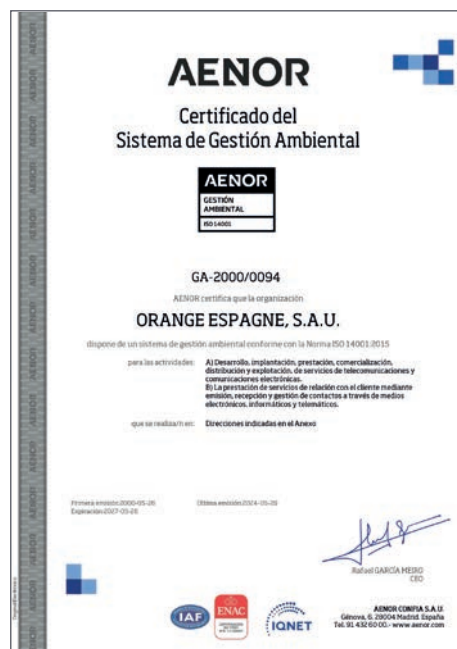 AENOR
Certificado del
Sistema de Gestión Ambiental
AENOR
GESTIÓN
AMBIENTAL
ISO 14001
GA-2000/0094
AENOR certifica que la organización
ORANGE ESPAGNE, S.A.U.
dispone de un sistema de gestión ambiental conforme con la Norma ISO 14001:2015
para las actividades: A) Desarrollo, implantación, prestación, comercialización,
distribución y explotación, de servicios de telecomunicaciones y
comunicaciones electrónicas.
B) La prestación de servicios de relación con el cliente mediante
emisión, recepción y gestión de contactos a través de medios
electrónicos, informáticos y telemáticos.
que se realiza/n en: Direcciones indicadas en el Anexo
Primera emisión: 2000-05-26 Última emisión: 2024-05-26
Expiración: 2027-05-26
Rafael GARCÍA MEIRO
CEO
IAF
ENAC
IQNET
AENOR CONFÍA S.A.U.
Génova, 6. 28004 Madrid. España
Tel. 91 432 60 00.- www.aenor.com